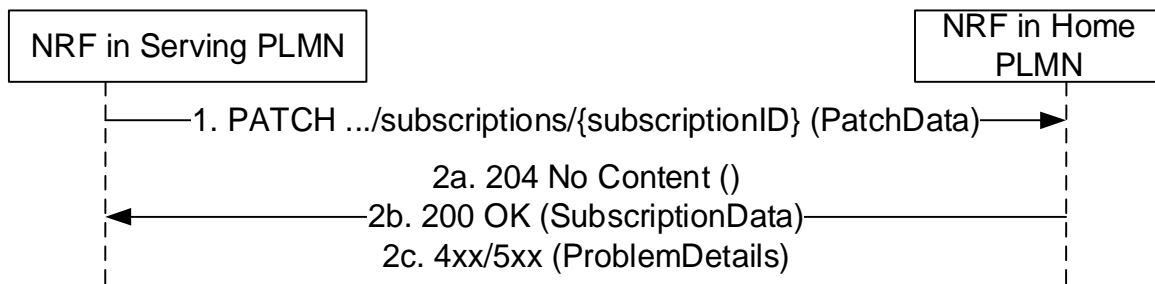 NRF in Serving PLMN
NRF in Home
PLMN
1. PATCH .../subscriptions/{subscriptionID} (PatchData)
2a. 204 No Content ()
2b. 200 OK (SubscriptionData)
2c. 4xx/5xx (ProblemDetails)